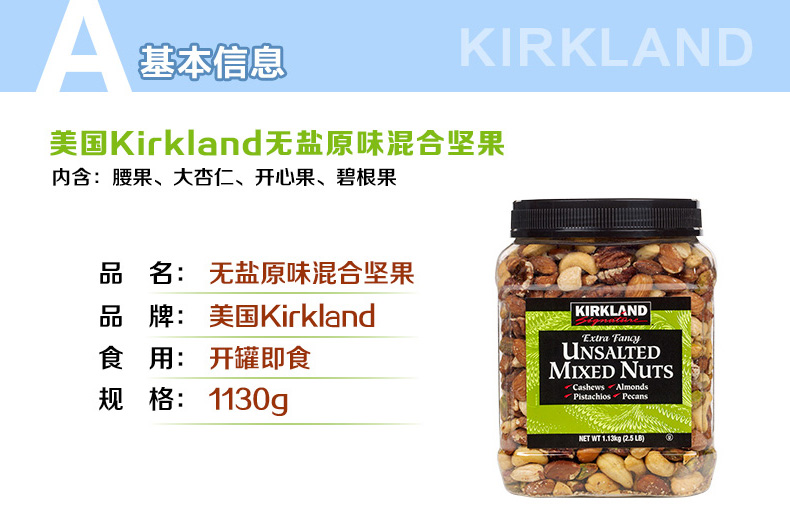 A 基本信息
KIRKLAND
美国Kirkland无盐原味混合坚果
内含：腰果、大杏仁、开心果、碧根果
品 名： 无盐原味混合坚果
品 牌： 美国Kirkland
食 用： 开罐即食
规 格： 1130g
KIRKLAND
Signature
Extra Fancy
UNSALTED
MIXED NUTS
Cashews Almonds
Pistachios Pecans
NET WT 1.13kg (2.5 LB)